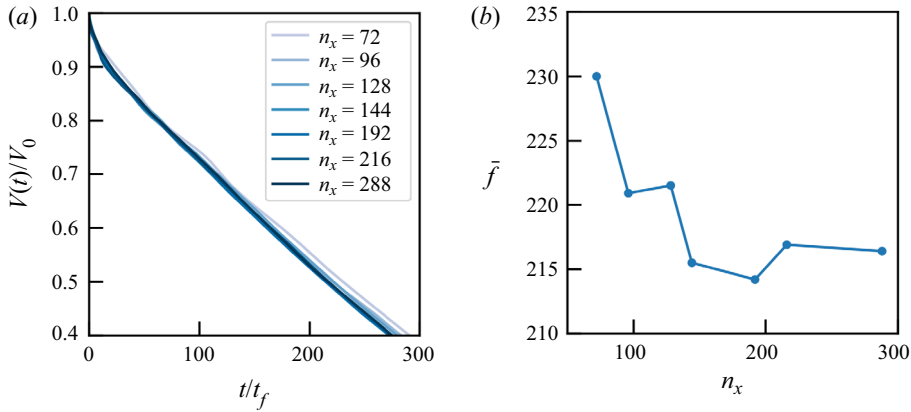 (a)
1.0
0.9
0.8
0.7
0.6
0.5
0.4
V(t)/V₀
0
100
200
300
t/t_f
n_x = 72
n_x = 96
n_x = 128
n_x = 144
n_x = 192
n_x = 216
n_x = 288
(b)
235
230
225
220
215
210
f̄
100
200
300
n_x